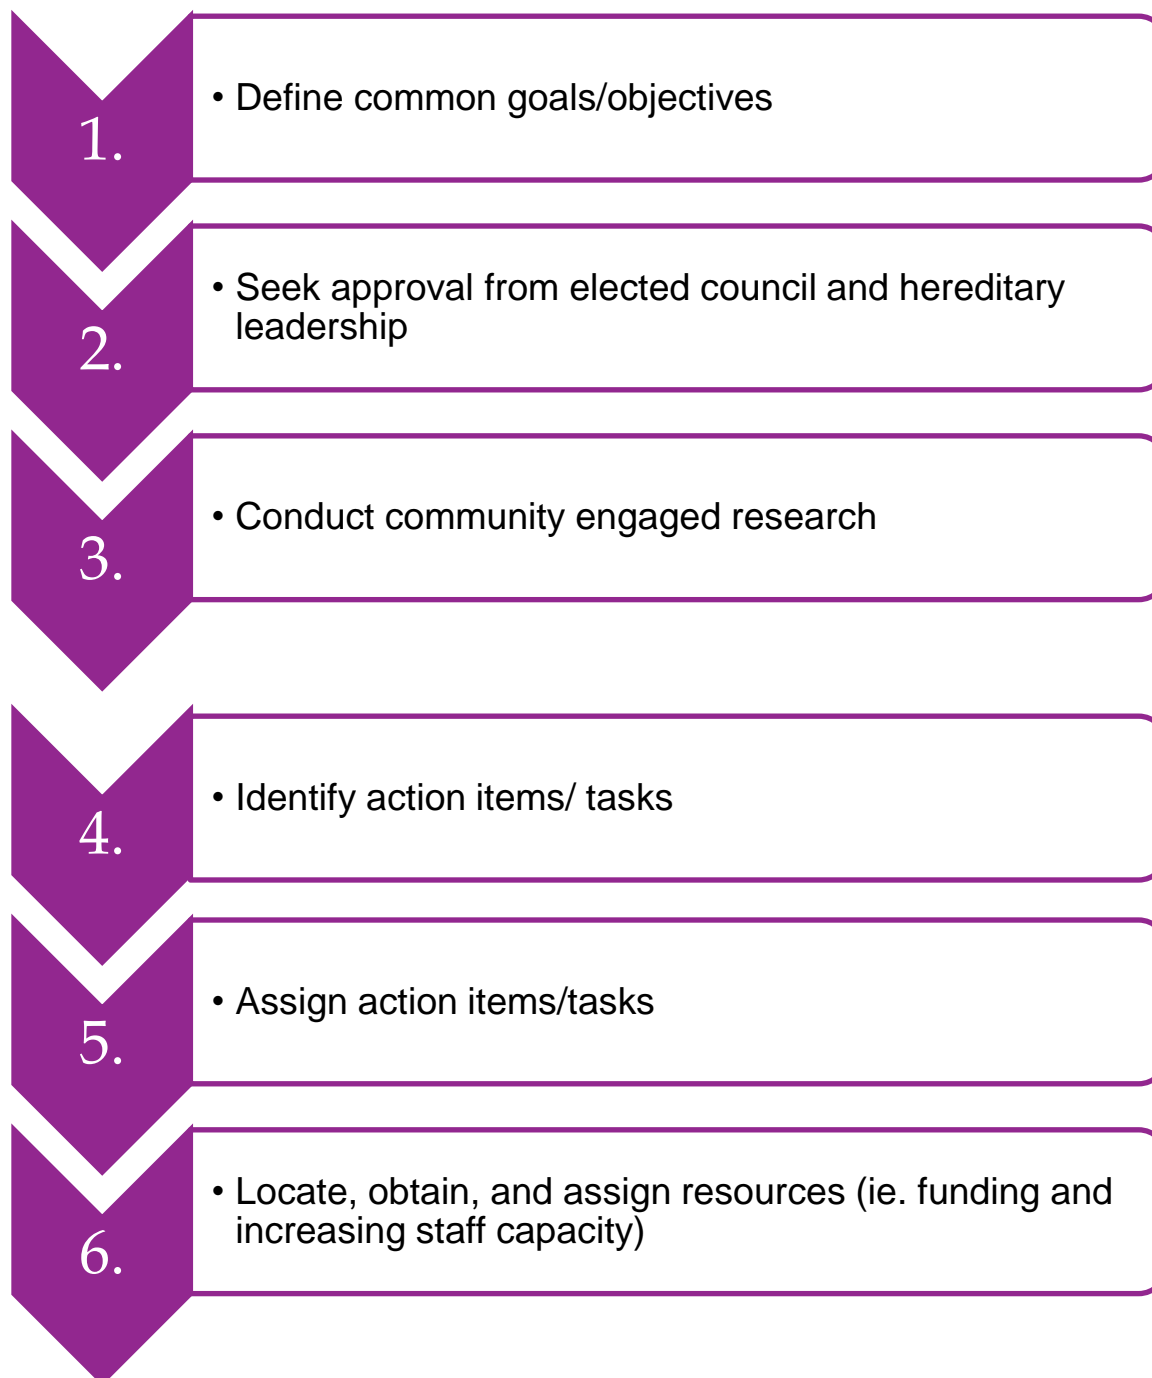 1.
• Define common goals/objectives
2.
• Seek approval from elected council and hereditary
leadership
3.
• Conduct community engaged research
4.
• Identify action items/ tasks
5.
• Assign action items/tasks
6.
• Locate, obtain, and assign resources (ie. funding and
increasing staff capacity)